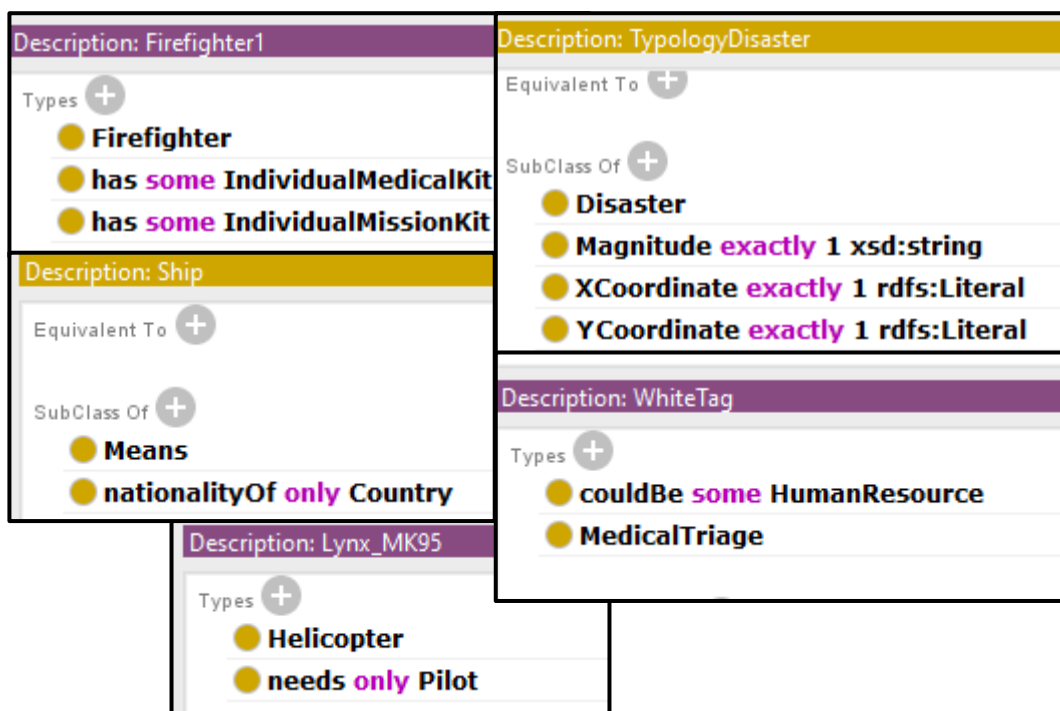 Description: Firefighter1
Types
Firefighter
has some IndividualMedicalKit
has some IndividualMissionKit
Description: Ship
Equivalent To
SubClass Of
Means
nationalityOf only Country
Description: Lynx_MK95
Types
Helicopter
needs only Pilot
Description: TypologyDisaster
Equivalent To
SubClass Of
Disaster
Magnitude exactly 1 xsd:string
XCoordinate exactly 1 rdfs:Literal
YCoordinate exactly 1 rdfs:Literal
Description: WhiteTag
Types
couldBe some HumanResource
MedicalTriage